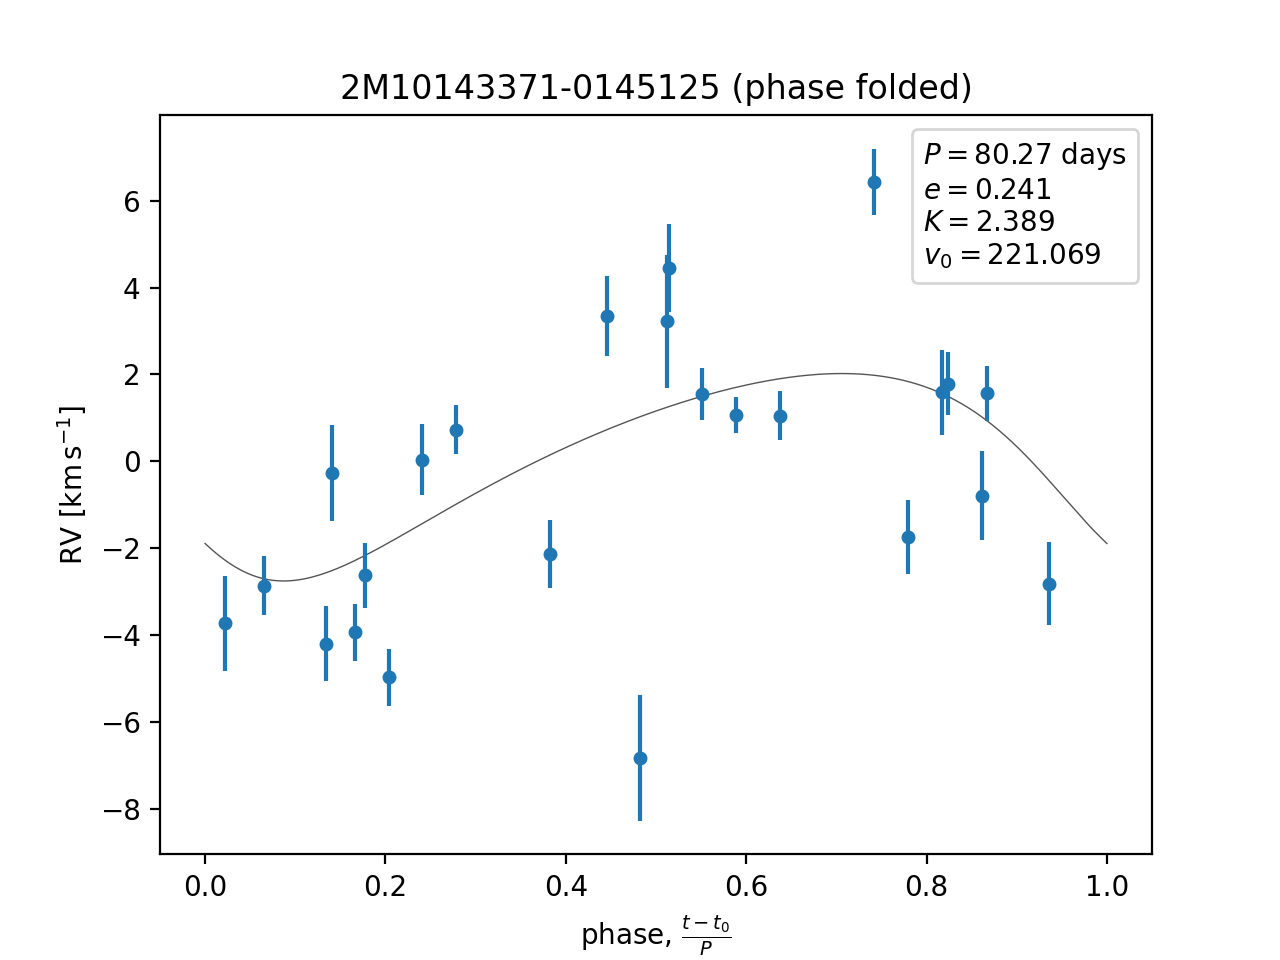 2M10143371-0145125 (phase folded)
P = 80.27 days
e = 0.241
K = 2.389
v₀ = 221.069
RV [km s⁻¹]
6
4
2
0
−2
−4
−6
−8
0.0 0.2 0.4 0.6 0.8 1.0
phase, (t − t₀)/P